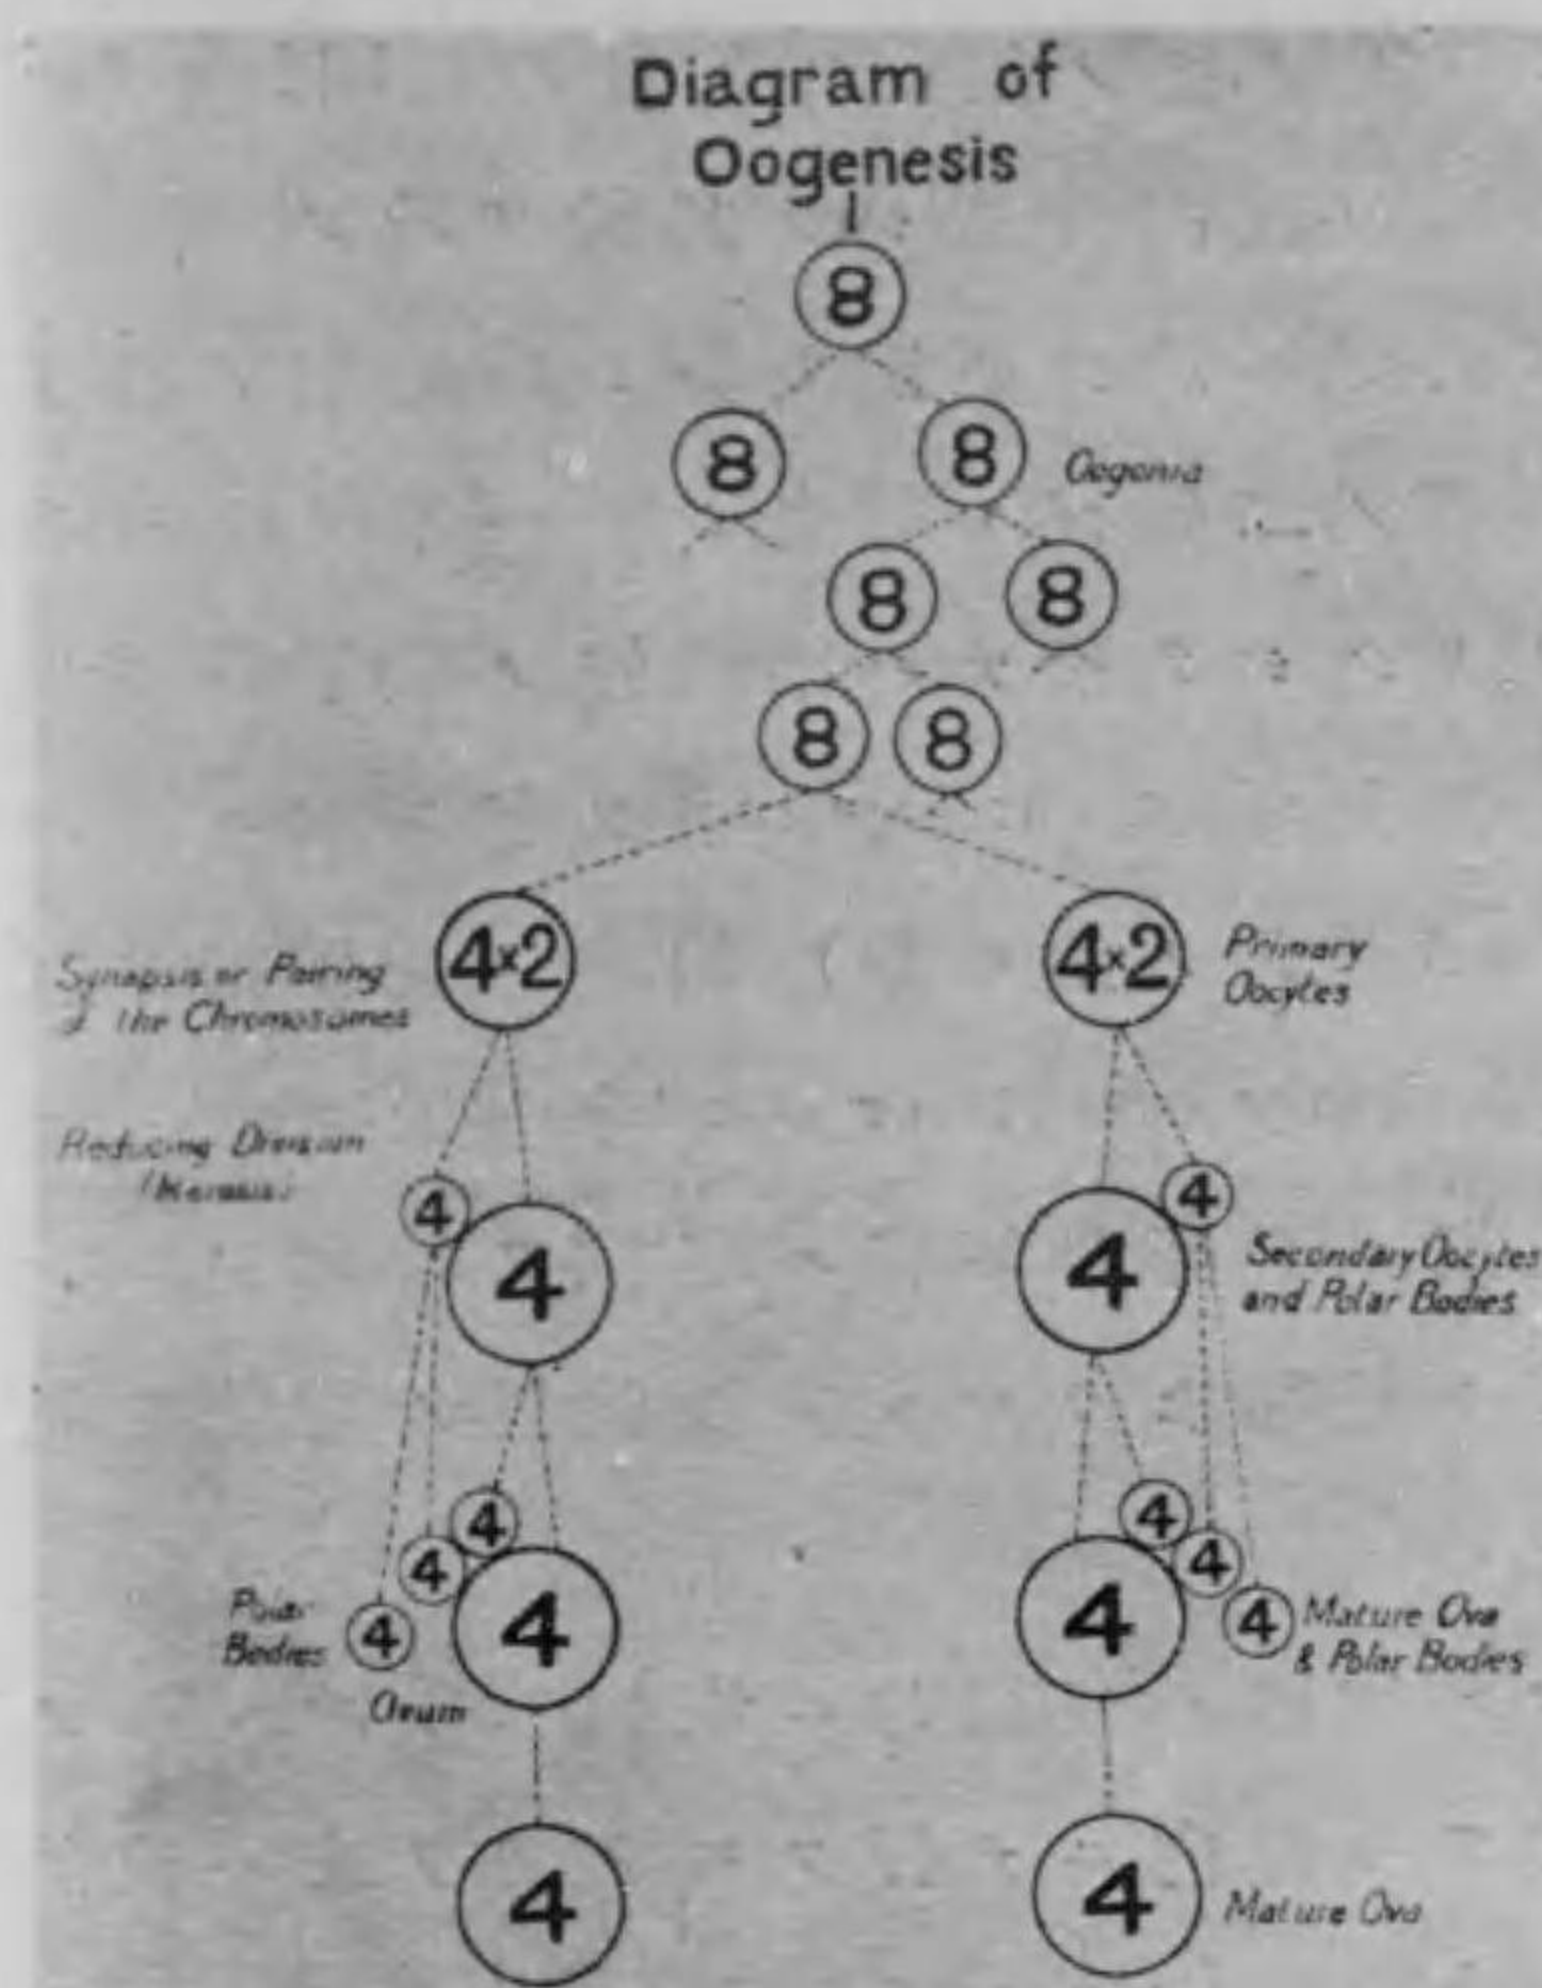 Diagram of
Oogenesis
8
8 8 Oogonia
8 8
8 8
4×2 4×2
Synapsis or Pairing
of the Chromosomes
Primary
Oocytes
Reducing Division
(Meiosis)
4 4
4 4
Secondary Oocytes
and Polar Bodies
4 4
4 4
4 4 4 4
Polar
Bodies
Mature Ova
& Polar Bodies
Ovum
4 4
Mature Ova